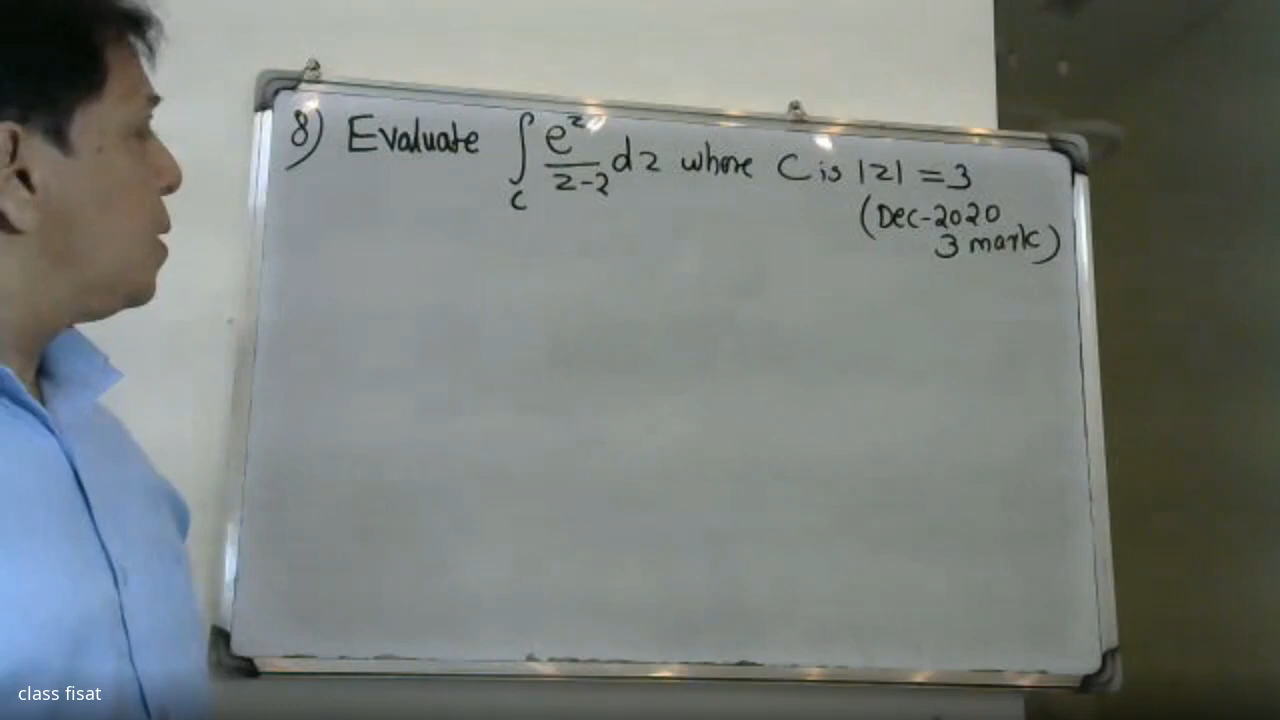 8) Evaluate ∫_C e^z/(z-2) dz where C is |z| = 3
(Dec-2020
3 mark)
class fisat